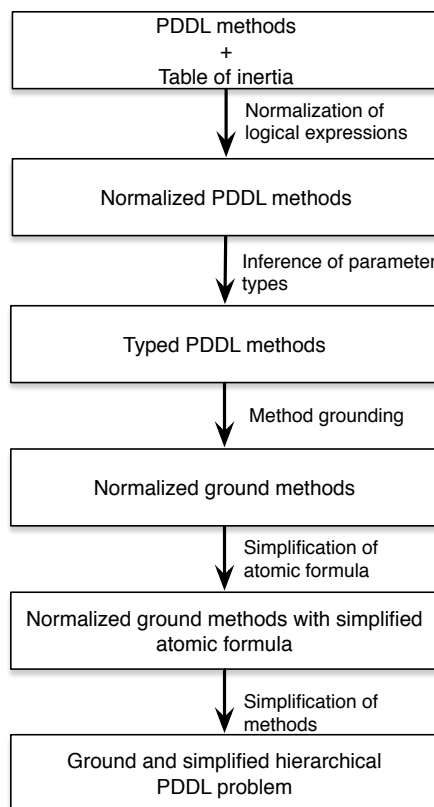 PDDL methods
+
Table of inertia
Normalization of
logical expressions
Normalized PDDL methods
Inference of parameter
types
Typed PDDL methods
Method grounding
Normalized ground methods
Simplification of
atomic formula
Normalized ground methods with simplified
atomic formula
Simplification of
methods
Ground and simplified hierarchical
PDDL problem